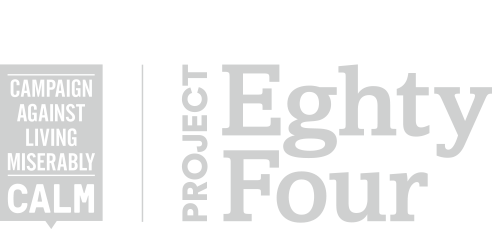 CAMPAIGN
AGAINST
LIVING
MISERABLY
CALM
PROJECT
Eghty
Four